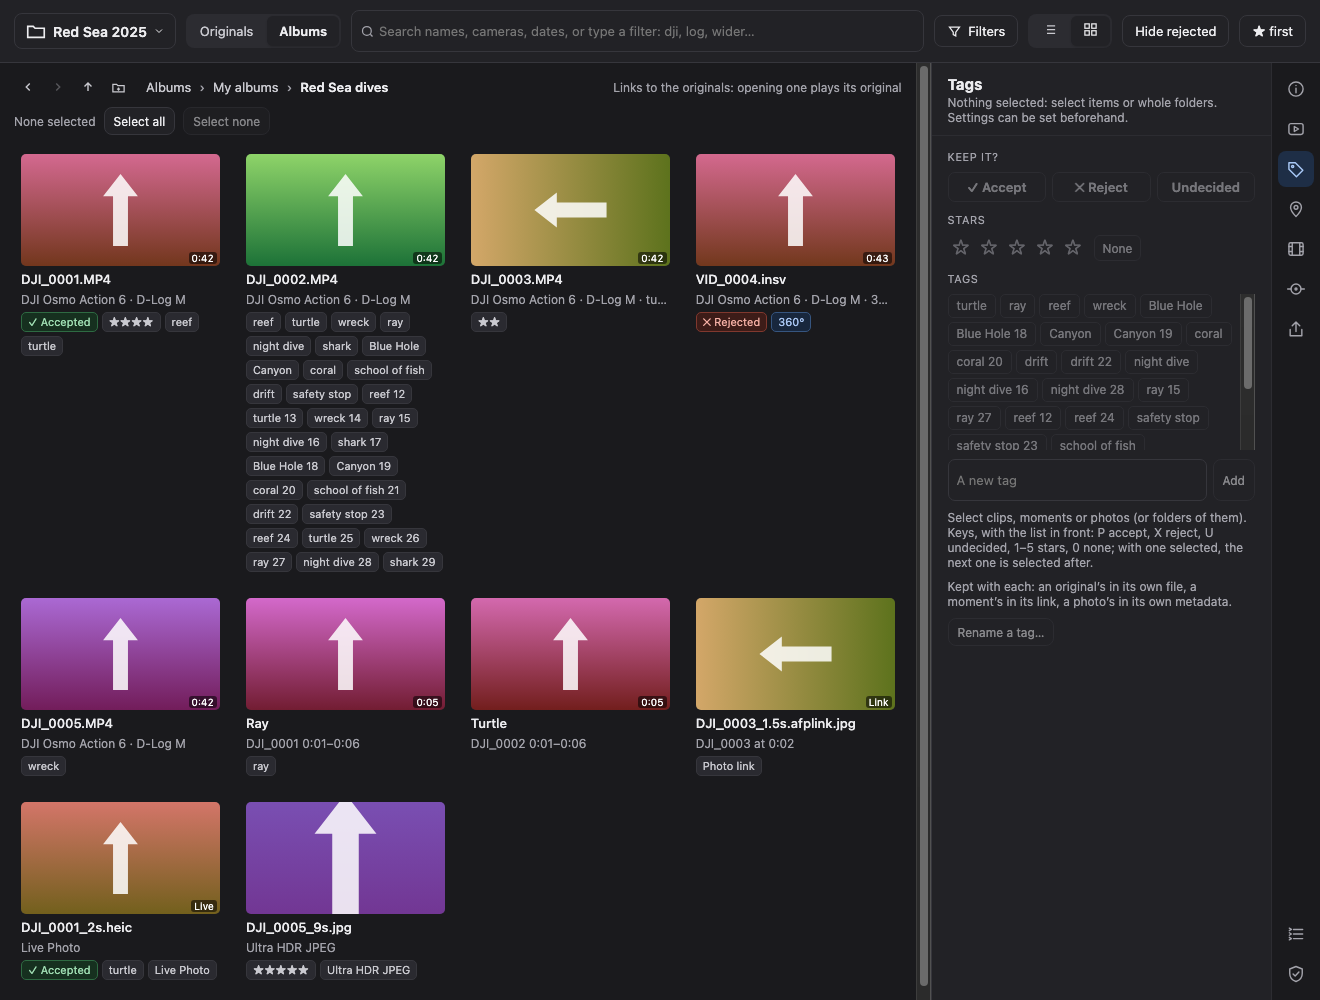 Red Sea 2025
Originals
Albums
Search names, cameras, dates, or type a filter: dji, log, wider…
Filters
Hide rejected
first
Albums › My albums › Red Sea dives
Links to the originals: opening one plays its original
None selected
Select all
Select none
0:42
DJI_0001.MP4
DJI Osmo Action 6 · D-Log M
Accepted
reef
turtle
0:42
DJI_0002.MP4
DJI Osmo Action 6 · D-Log M
reef turtle wreck ray
night dive shark Blue Hole
Canyon coral school of fish
drift safety stop reef 12
turtle 13 wreck 14 ray 15
night dive 16 shark 17
Blue Hole 18 Canyon 19
coral 20 school of fish 21
drift 22 safety stop 23
reef 24 turtle 25 wreck 26
ray 27 night dive 28 shark 29
0:42
DJI_0003.MP4
DJI Osmo Action 6 · D-Log M · tu…
0:43
VID_0004.insv
DJI Osmo Action 6 · D-Log M · 3…
Rejected
360°
0:42
DJI_0005.MP4
DJI Osmo Action 6 · D-Log M
wreck
0:05
Ray
DJI_0001 0:01–0:06
ray
0:05
Turtle
DJI_0002 0:01–0:06
Link
DJI_0003_1.5s.afplink.jpg
DJI_0003 at 0:02
Photo link
Live
DJI_0001_2s.heic
Live Photo
Accepted
turtle
Live Photo
DJI_0005_9s.jpg
Ultra HDR JPEG
Ultra HDR JPEG
Tags
Nothing selected: select items or whole folders.
Settings can be set beforehand.
KEEP IT?
Accept
Reject
Undecided
STARS
None
TAGS
turtle ray reef wreck Blue Hole
Blue Hole 18 Canyon Canyon 19 coral
coral 20 drift drift 22 night dive
night dive 16 night dive 28 ray 15
ray 27 reef 12 reef 24 safety stop
safety stop 23 school of fish
A new tag
Add
Select clips, moments or photos (or folders of them).
Keys, with the list in front: P accept, X reject, U
undecided, 1–5 stars, 0 none; with one selected, the
next one is selected after.
Kept with each: an original's in its own file, a
moment's in its link, a photo's in its own metadata.
Rename a tag…